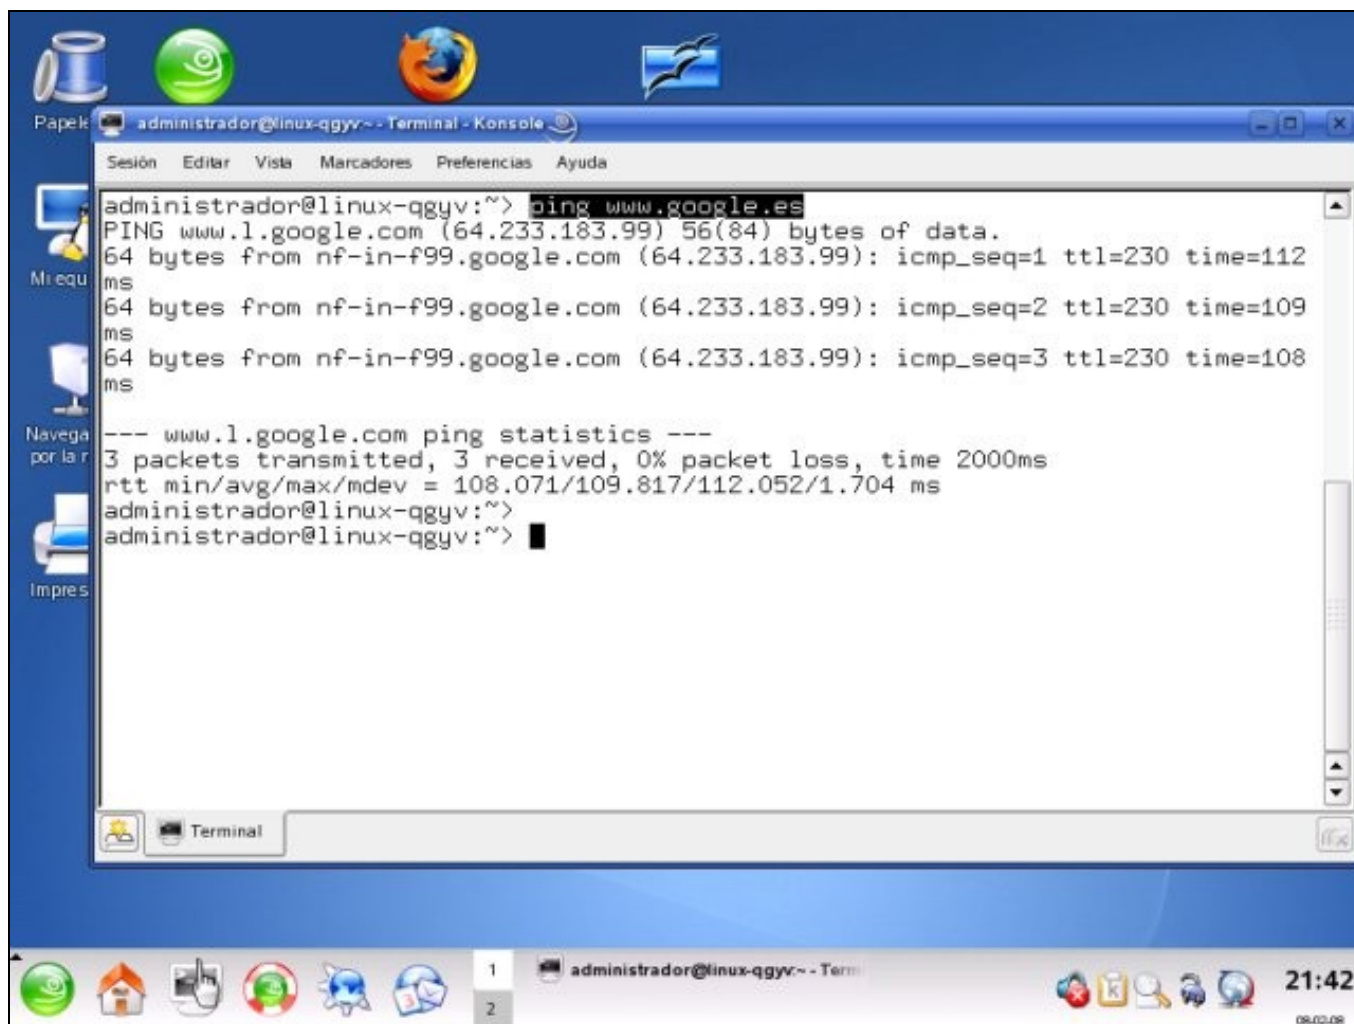 Papele
administrador@linux-qgyv:~ - Terminal - Konsole
Sesión Editar Vista Marcadores Preferencias Ayuda
administrador@linux-qgyv:~> ping www.google.es
PING www.l.google.com (64.233.183.99) 56(84) bytes of data.
64 bytes from nf-in-f99.google.com (64.233.183.99): icmp_seq=1 ttl=230 time=112
ms
64 bytes from nf-in-f99.google.com (64.233.183.99): icmp_seq=2 ttl=230 time=109
ms
64 bytes from nf-in-f99.google.com (64.233.183.99): icmp_seq=3 ttl=230 time=108
ms
--- www.l.google.com ping statistics ---
3 packets transmitted, 3 received, 0% packet loss, time 2000ms
rtt min/avg/max/mdev = 108.071/109.817/112.052/1.704 ms
administrador@linux-qgyv:~>
administrador@linux-qgyv:~>
Mi equ
Navega
por la r
Impres
Terminal
1
2
administrador@linux-qgyv:~ - Term
21:42
08-02-08